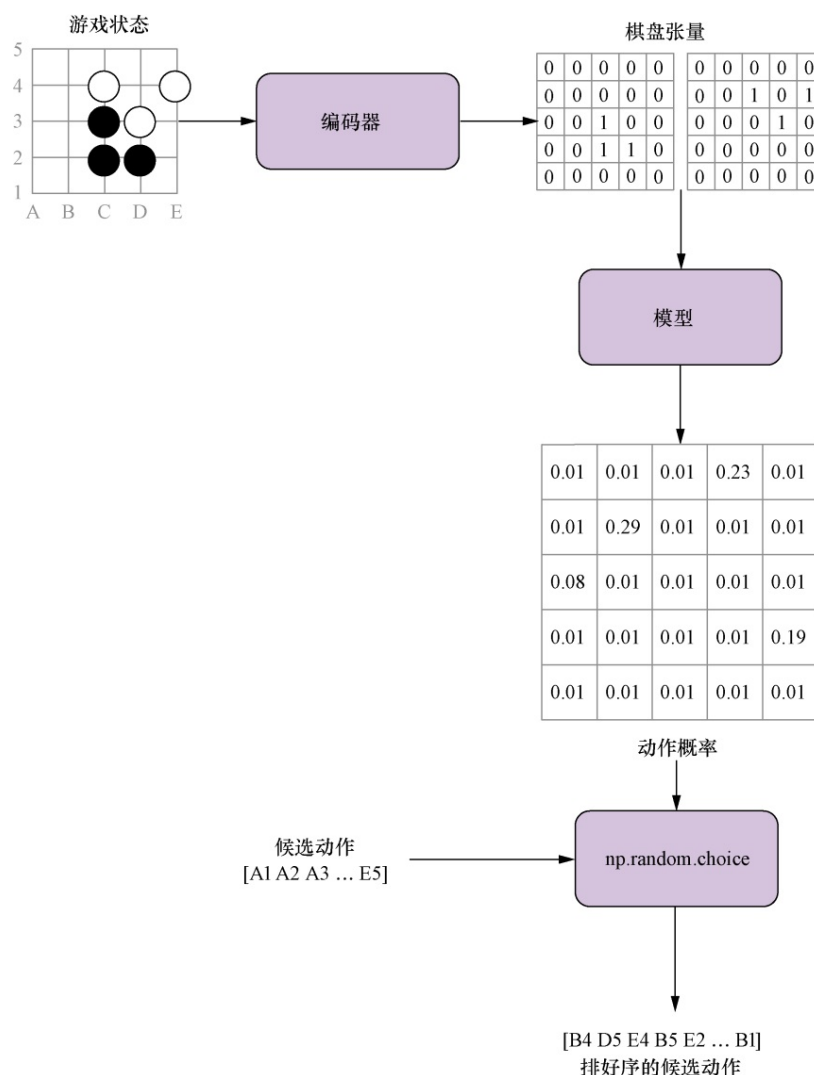 游戏状态
5
4
3
2
1
A B C D E
编码器
棋盘张量
0 0 0 0 0
0 0 0 0 0
0 0 1 0 0
0 0 1 1 0
0 0 0 0 0
0 0 0 0 0
0 0 1 0 1
0 0 0 1 0
0 0 0 0 0
0 0 0 0 0
模型
0.01 0.01 0.01 0.23 0.01
0.01 0.29 0.01 0.01 0.01
0.08 0.01 0.01 0.01 0.01
0.01 0.01 0.01 0.01 0.19
0.01 0.01 0.01 0.01 0.01
动作概率
候选动作
[A1 A2 A3 … E5]
np.random.choice
[B4 D5 E4 B5 E2 … B1]
排好序的候选动作